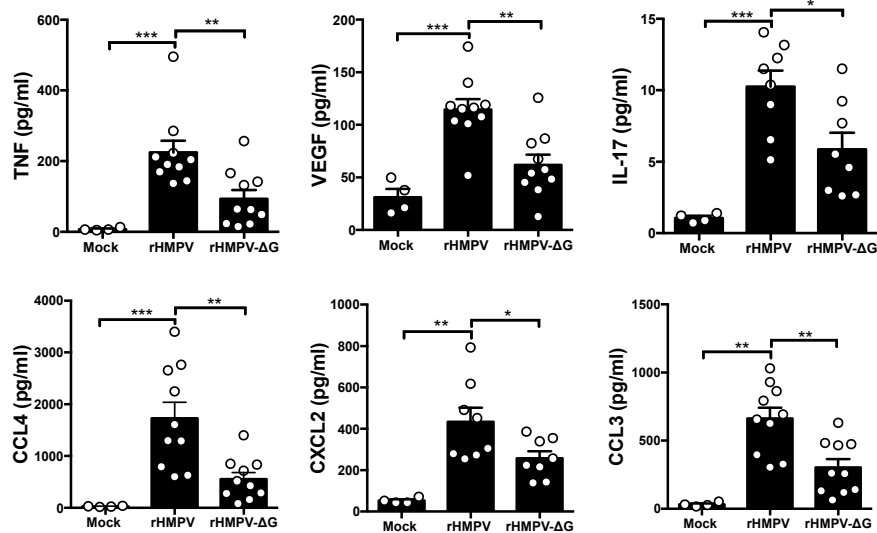 TNF (pg/ml)
600
400
200
0
***
**
Mock
rHMPV
rHMPV-ΔG
VEGF (pg/ml)
200
150
100
50
0
***
**
Mock
rHMPV
rHMPV-ΔG
IL-17 (pg/ml)
15
10
5
0
***
*
Mock
rHMPV
rHMPV-ΔG
CCL4 (pg/ml)
4000
3000
2000
1000
0
***
**
Mock
rHMPV
rHMPV-ΔG
CXCL2 (pg/ml)
1000
800
600
400
200
0
**
*
Mock
rHMPV
rHMPV-ΔG
CCL3 (pg/ml)
1500
1000
500
0
**
**
Mock
rHMPV
rHMPV-ΔG